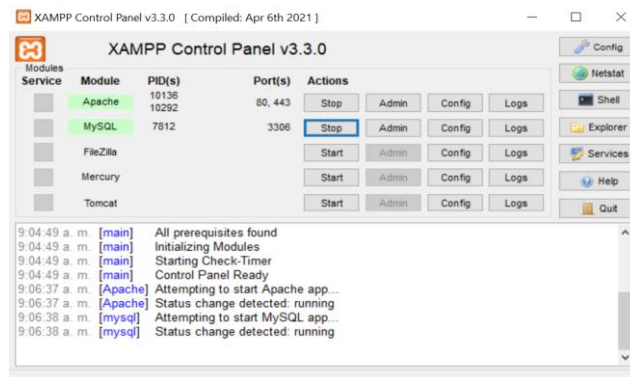 XAMPP Control Panel v3.3.0 [ Compiled: Apr 6th 2021 ]
XAMPP Control Panel v3.3.0
Config
Modules
Service Module PID(s) Port(s) Actions
Netstat
Apache 10136 10292 80, 443 Stop Admin Config Logs
Shell
MySQL 7812 3306 Stop Admin Config Logs
Explorer
FileZilla Start Admin Config Logs
Services
Mercury Start Admin Config Logs
Help
Tomcat Start Admin Config Logs
Quit
9:04:49 a. m. [main] All prerequisites found
9:04:49 a. m. [main] Initializing Modules
9:04:49 a. m. [main] Starting Check-Timer
9:04:49 a. m. [main] Control Panel Ready
9:06:37 a. m. [Apache] Attempting to start Apache app...
9:06:37 a. m. [Apache] Status change detected: running
9:06:38 a. m. [mysql] Attempting to start MySQL app...
9:06:38 a. m. [mysql] Status change detected: running